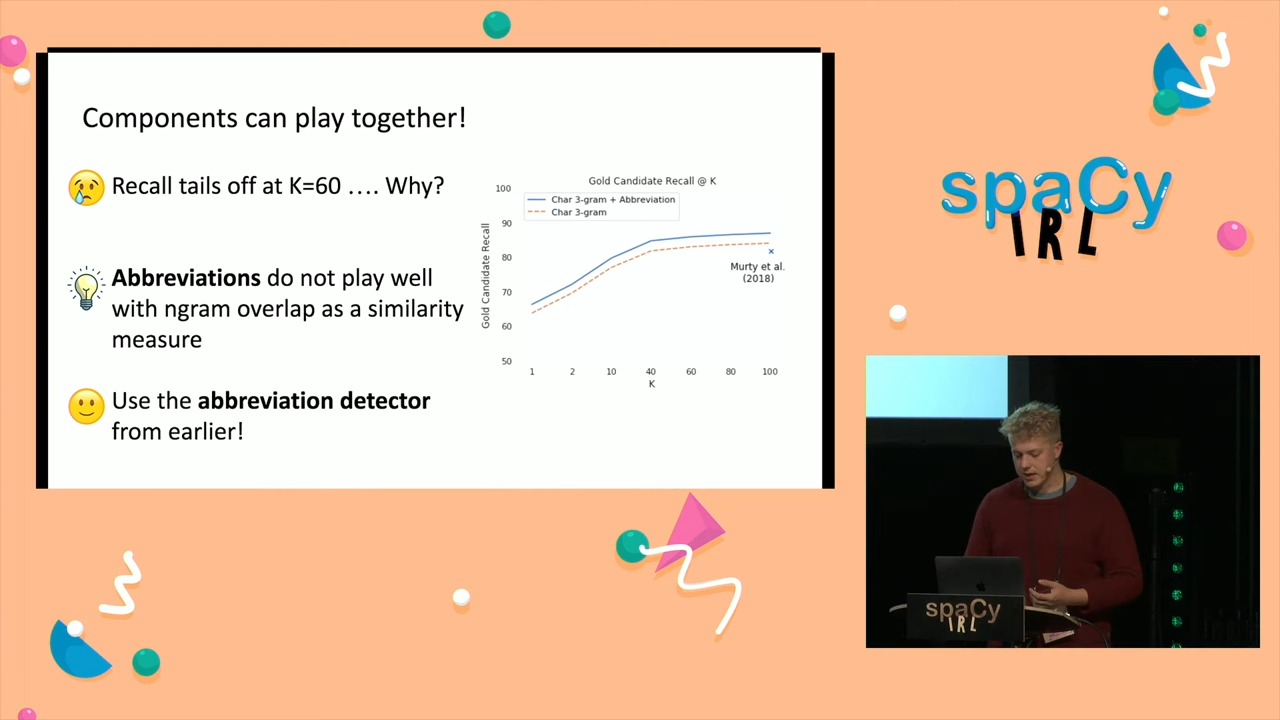 Components can play together!
Recall tails off at K=60 .... Why?
Abbreviations do not play well
with ngram overlap as a similarity
measure
Use the abbreviation detector
from earlier!
Gold Candidate Recall @ K
Char 3-gram + Abbreviation
Char 3-gram
Gold Candidate Recall
100
90
80
70
60
50
Murty et al.
(2018)
1 2 10 40 60 80 100
K
spaCy
IRL
spaCy
IRL